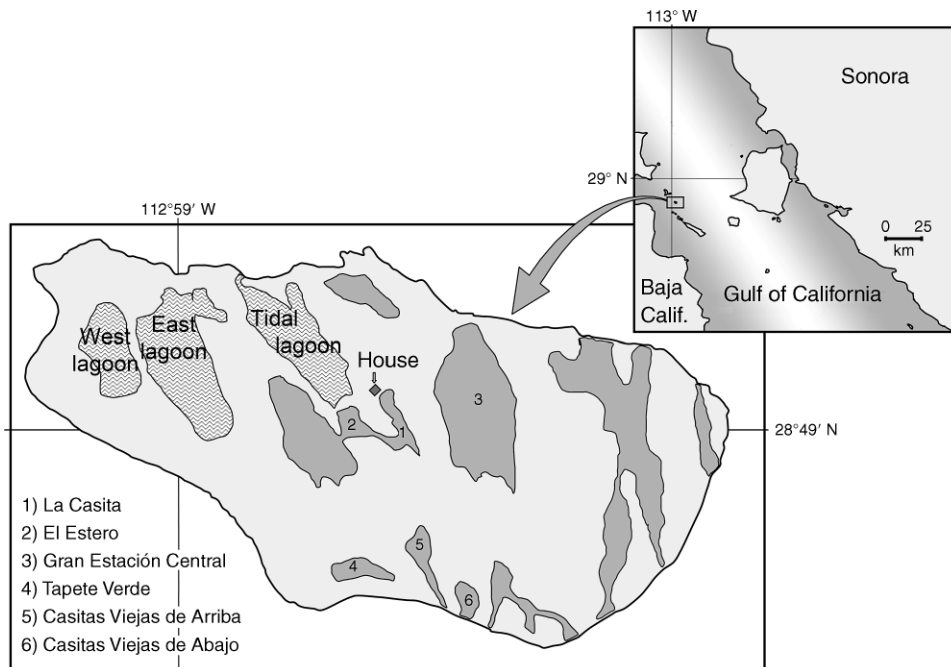 113° W
Sonora
29° N
0 25
km
Baja
Calif.
Gulf of California
112°59′ W
West
lagoon
East
lagoon
Tidal
lagoon
House
3
2
1
28°49′ N
1) La Casita
2) El Estero
3) Gran Estación Central
4) Tapete Verde
5) Casitas Viejas de Arriba
6) Casitas Viejas de Abajo
5
4
6